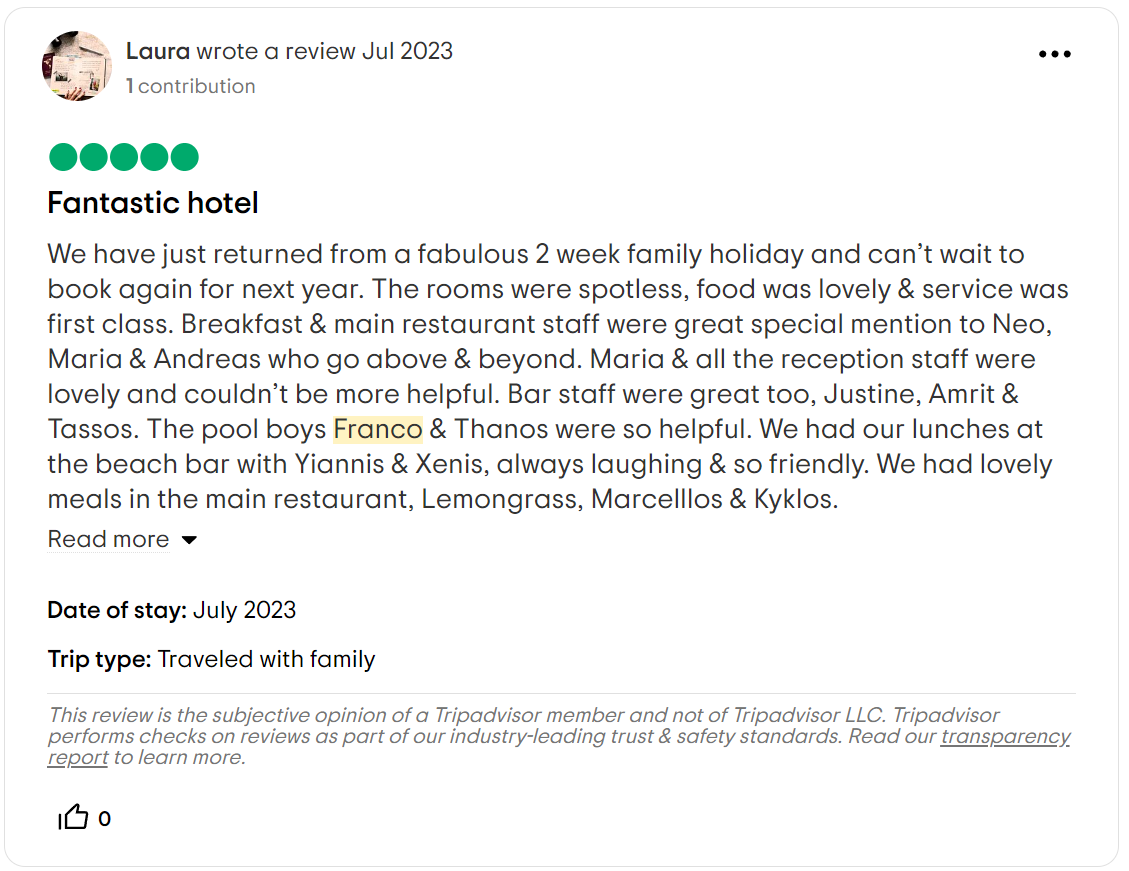 Laura wrote a review Jul 2023
1 contribution
Fantastic hotel
We have just returned from a fabulous 2 week family holiday and can’t wait to
book again for next year. The rooms were spotless, food was lovely & service was
first class. Breakfast & main restaurant staff were great special mention to Neo,
Maria & Andreas who go above & beyond. Maria & all the reception staff were
lovely and couldn’t be more helpful. Bar staff were great too, Justine, Amrit &
Tassos. The pool boys Franco & Thanos were so helpful. We had our lunches at
the beach bar with Yiannis & Xenis, always laughing & so friendly. We had lovely
meals in the main restaurant, Lemongrass, Marcelllos & Kyklos.
Read more
Date of stay: July 2023
Trip type: Traveled with family
This review is the subjective opinion of a Tripadvisor member and not of Tripadvisor LLC. Tripadvisor
performs checks on reviews as part of our industry-leading trust & safety standards. Read our transparency
report to learn more.
0